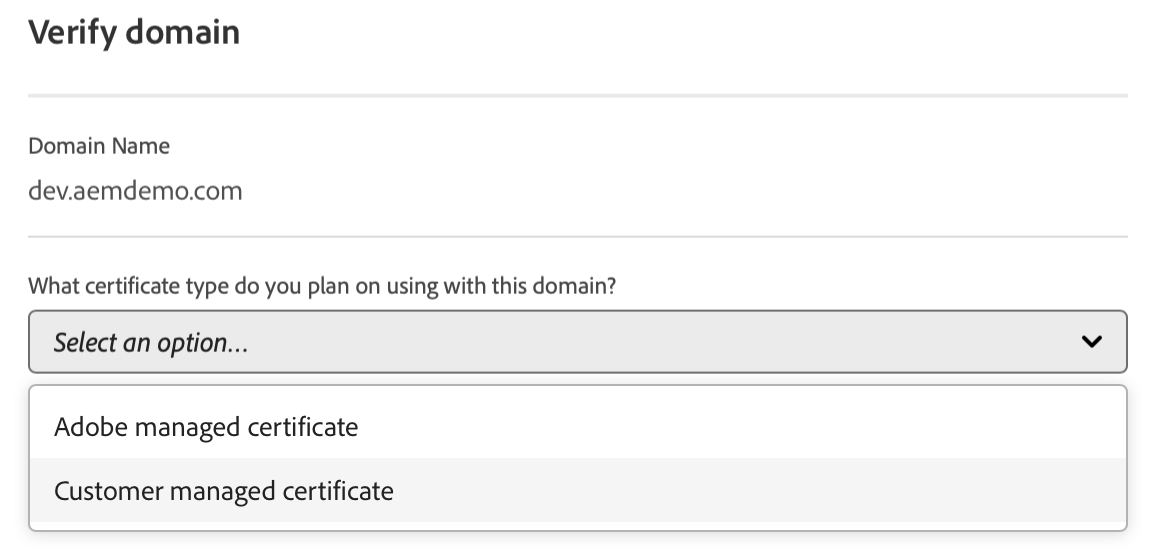 Verify domain
Domain Name
dev.aemdemo.com
What certificate type do you plan on using with this domain?
Select an option...
Adobe managed certificate
Customer managed certificate